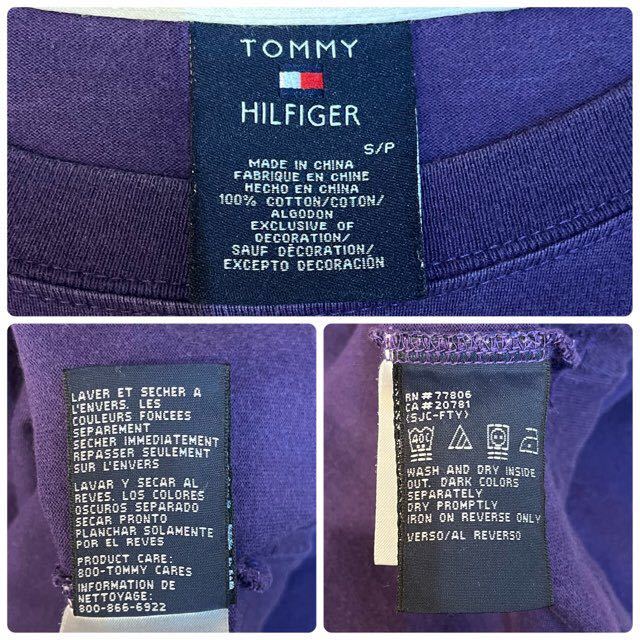 TOMMY
HILFIGER
S/P
MADE IN CHINA
FABRIQUE EN CHINE
HECHO EN CHINA
100% COTTON/COTON/
ALGODON
EXCLUSIVE OF
DECORATION/
SAUF DÉCORATION/
EXCEPTO DECORACIÓN
LAVER ET SECHER A
L'ENVERS. LES
COULEURS FONCEES
SEPAREMENT
SECHER IMMEDIATEMENT
REPASSER SEULEMENT
SUR L'ENVERS
LAVAR Y SECAR AL
REVES. LOS COLORES
OSCUROS SEPARADO
SECAR PRONTO
PLANCHAR SOLAMENTE
POR EL REVES
PRODUCT CARE:
800-TOMMY CARES
INFORMATION DE
NETTOYAGE:
800-866-6922
RN# 77806
CA# 20781
(SJC-FTY)
40C
WASH AND DRY INSIDE
OUT. DARK COLORS
SEPARATELY
DRY PROMPTLY
IRON ON REVERSE ONLY
VERSO/AL REVERSO